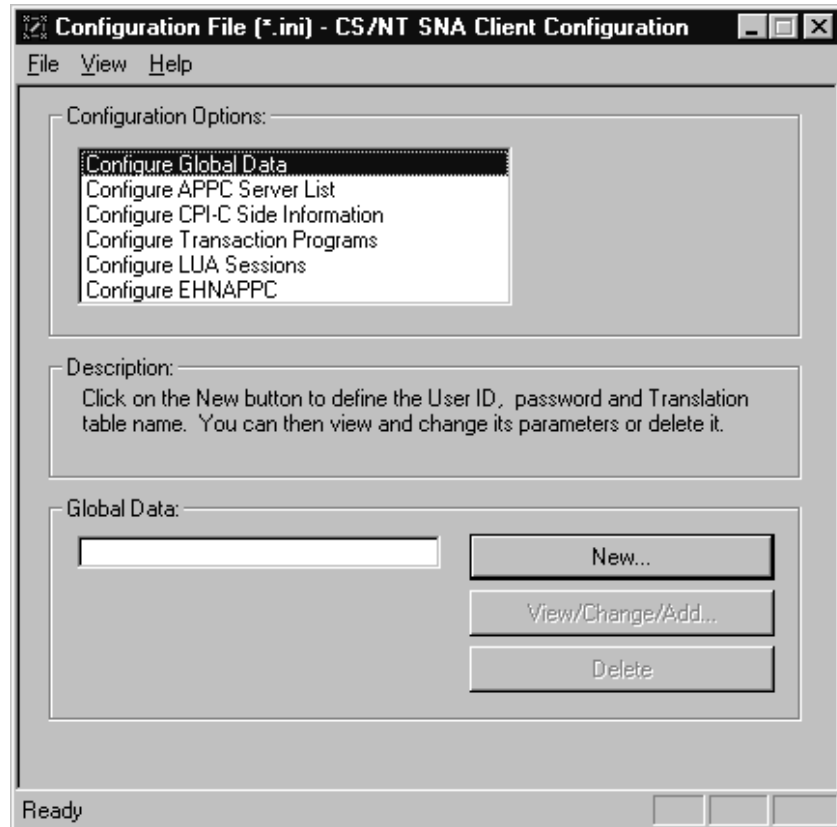 Configuration File (*.ini) - CS/NT SNA Client Configuration
File View Help
Configuration Options:
Configure Global Data
Configure APPC Server List
Configure CPI-C Side Information
Configure Transaction Programs
Configure LUA Sessions
Configure EHNAPPC
Description:
Click on the New button to define the User ID, password and Translation
table name. You can then view and change its parameters or delete it.
Global Data:
New...
View/Change/Add...
Delete
Ready